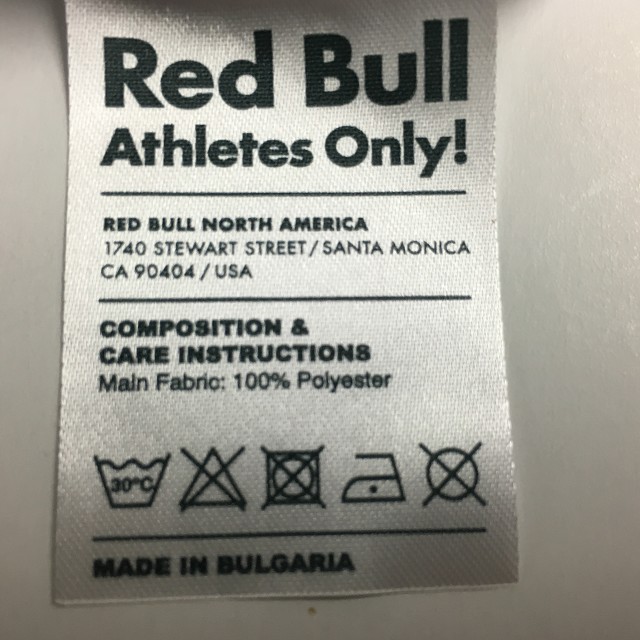 Red Bull
Athletes Only!
RED BULL NORTH AMERICA
1740 STEWART STREET / SANTA MONICA
CA 90404 / USA
COMPOSITION &
CARE INSTRUCTIONS
Main Fabric: 100% Polyester
30°C
MADE IN BULGARIA